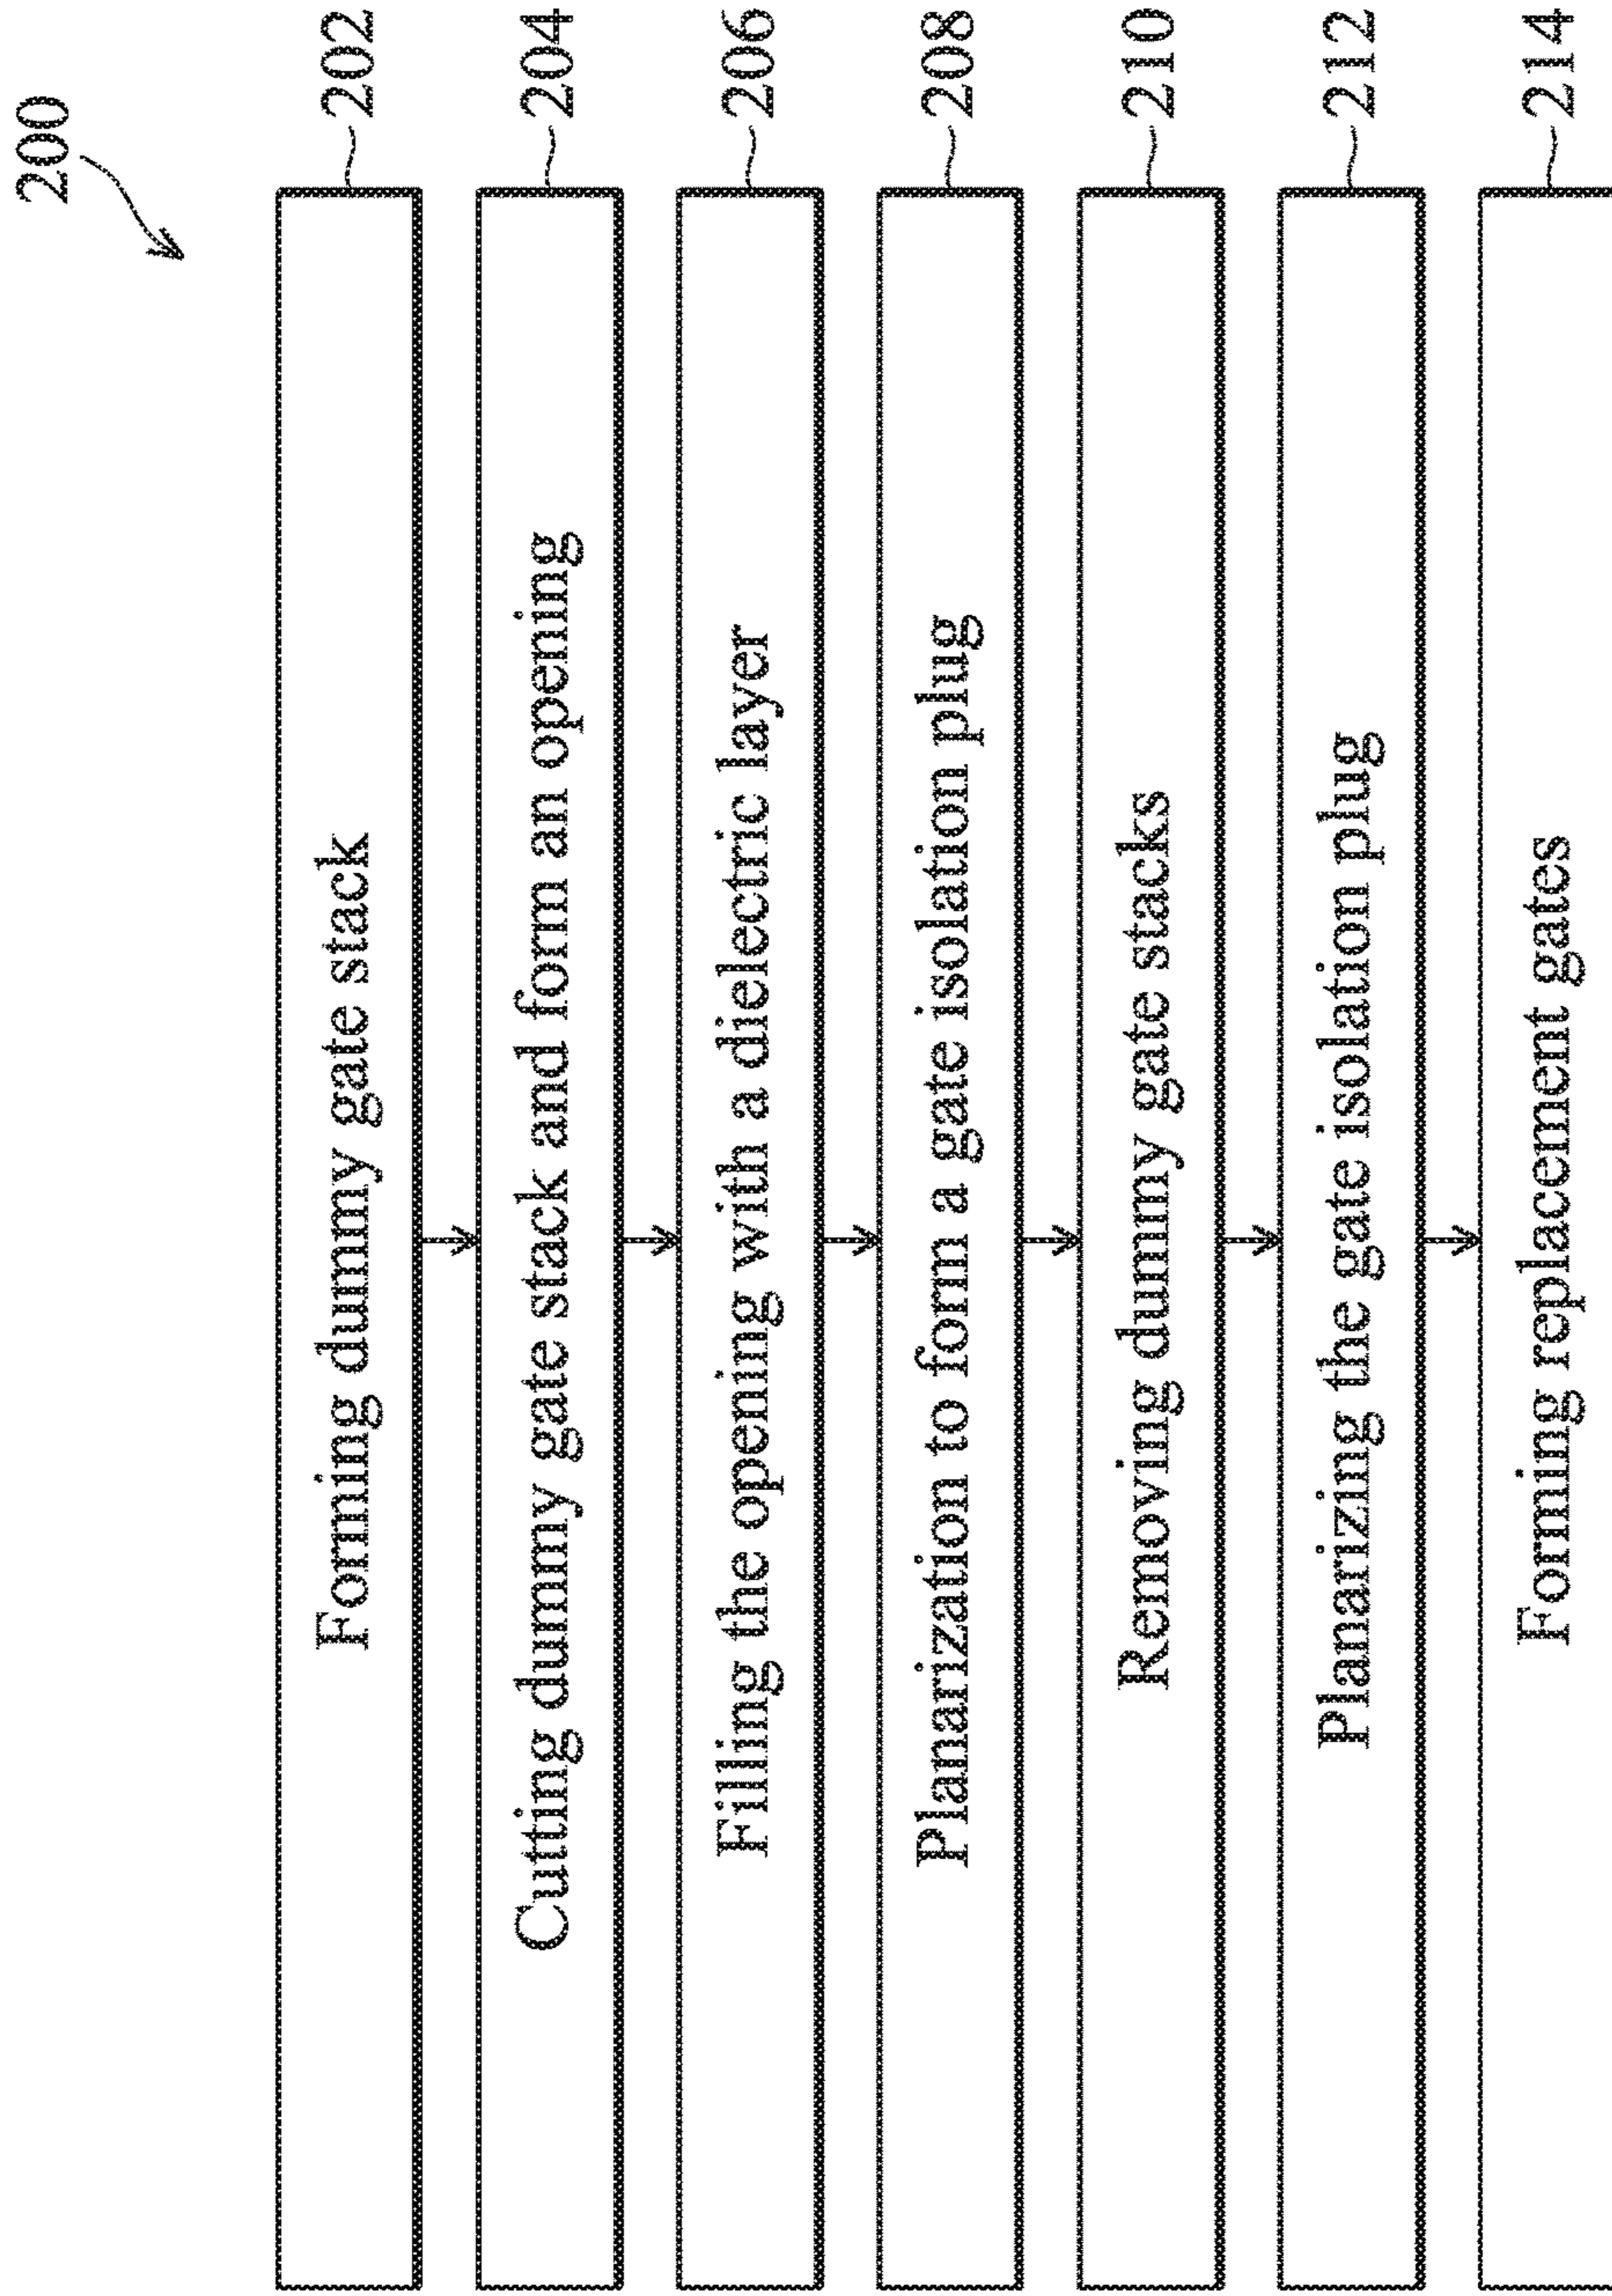 200
Forming dummy gate stack 202
Cutting dummy gate stack and form an opening 204
Filling the opening with a dielectric layer 206
Planarization to form a gate isolation plug 208
Removing dummy gate stacks 210
Planarizing the gate isolation plug 212
Forming replacement gates 214